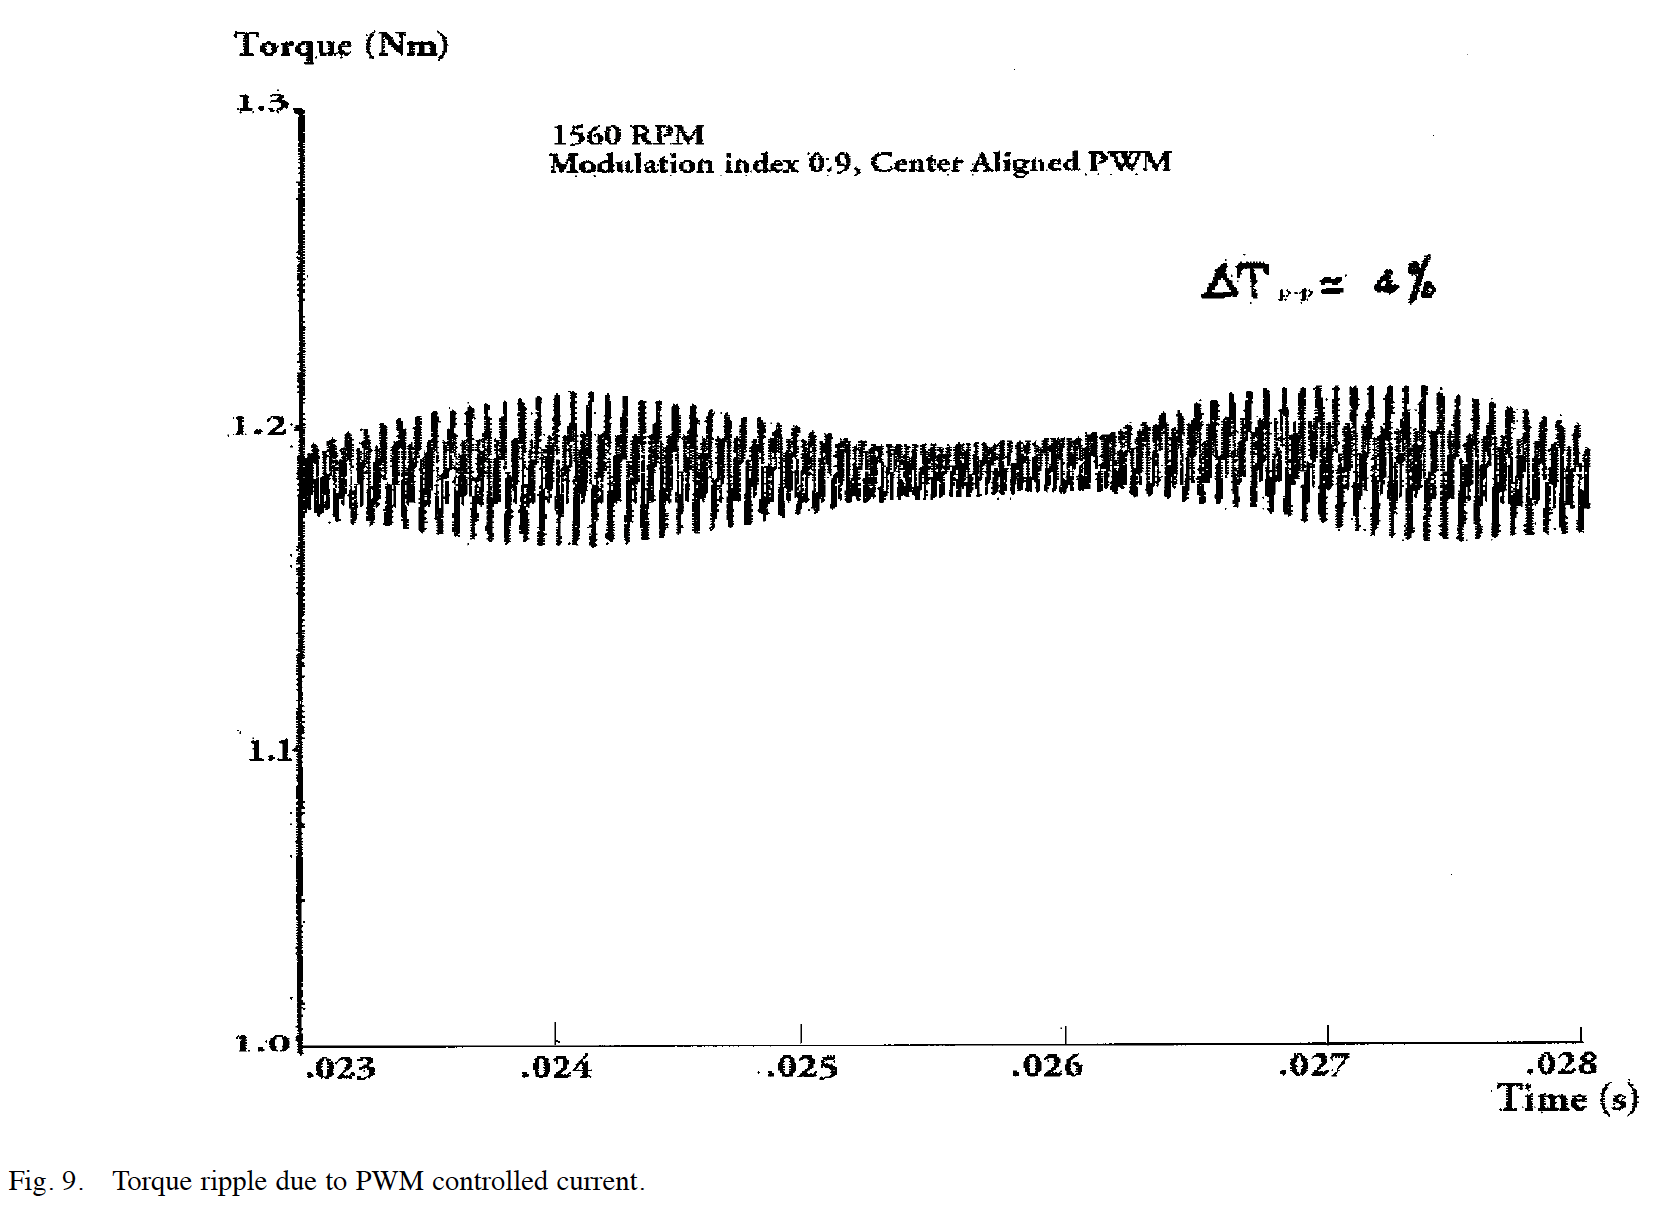 Torque (Nm)
1.3
1560 RPM
Modulation index 0.9, Center Aligned PWM
ΔT p-p ≃ 4%
1.2
1.1
1.0
.023 .024 .025 .026 .027 .028
Time (s)
Fig. 9. Torque ripple due to PWM controlled current.